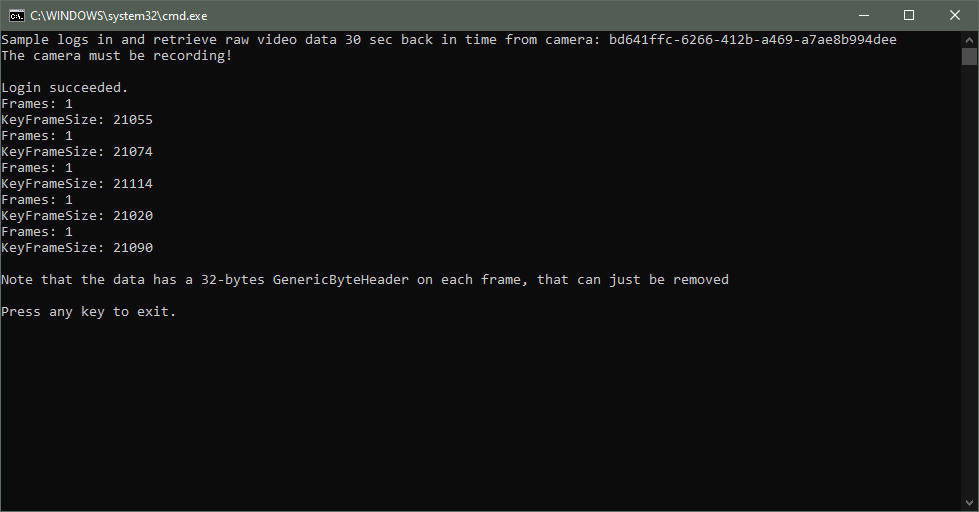 C:\WINDOWS\system32\cmd.exe
Sample logs in and retrieve raw video data 30 sec back in time from camera: bd641ffc-6266-412b-a469-a7ae8b994dee
The camera must be recording!
Login succeeded.
Frames: 1
KeyFrameSize: 21055
Frames: 1
KeyFrameSize: 21074
Frames: 1
KeyFrameSize: 21114
Frames: 1
KeyFrameSize: 21020
Frames: 1
KeyFrameSize: 21090
Note that the data has a 32-bytes GenericByteHeader on each frame, that can just be removed
Press any key to exit.